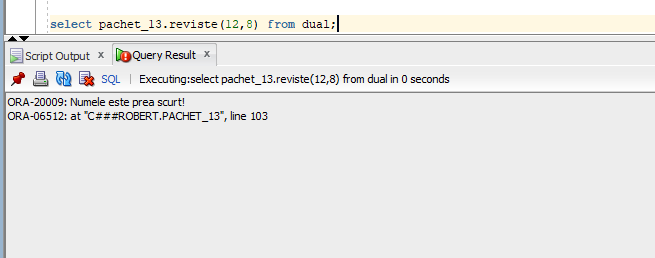 select pachet_13.reviste(12,8) from dual;
Script Output x Query Result x
SQL | Executing:select pachet_13.reviste(12,8) from dual in 0 seconds
ORA-20009: Numele este prea scurt!
ORA-06512: at "C###ROBERT.PACHET_13", line 103